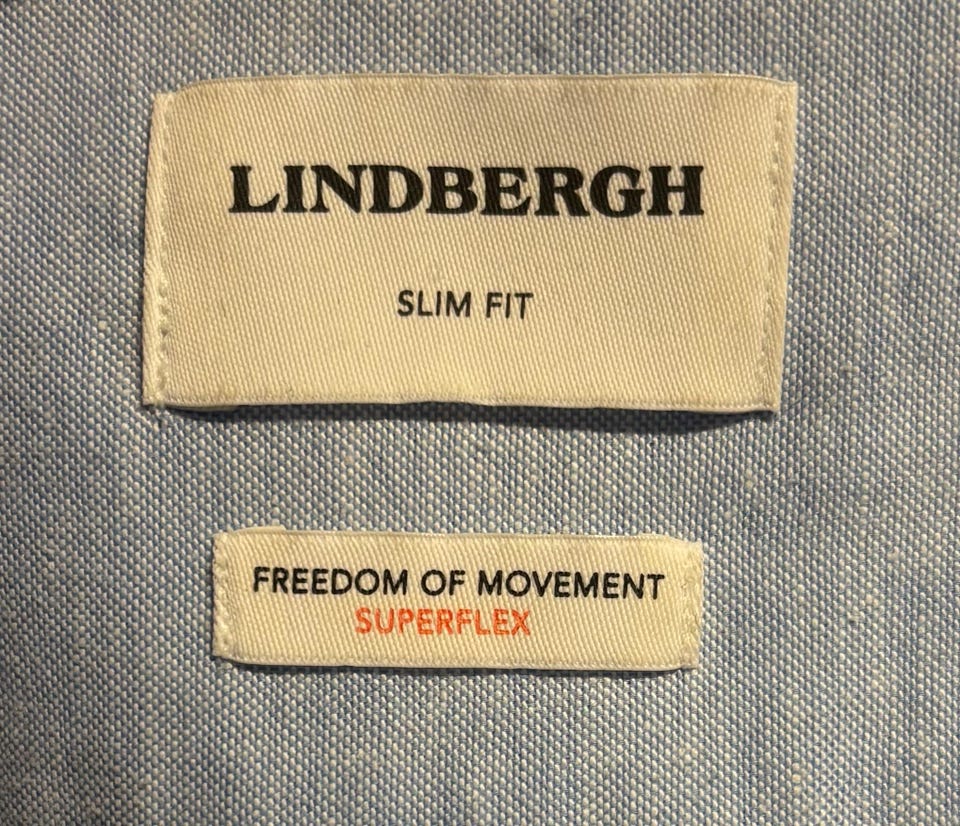 LINDBERGH
SLIM FIT
FREEDOM OF MOVEMENT
SUPERFLEX